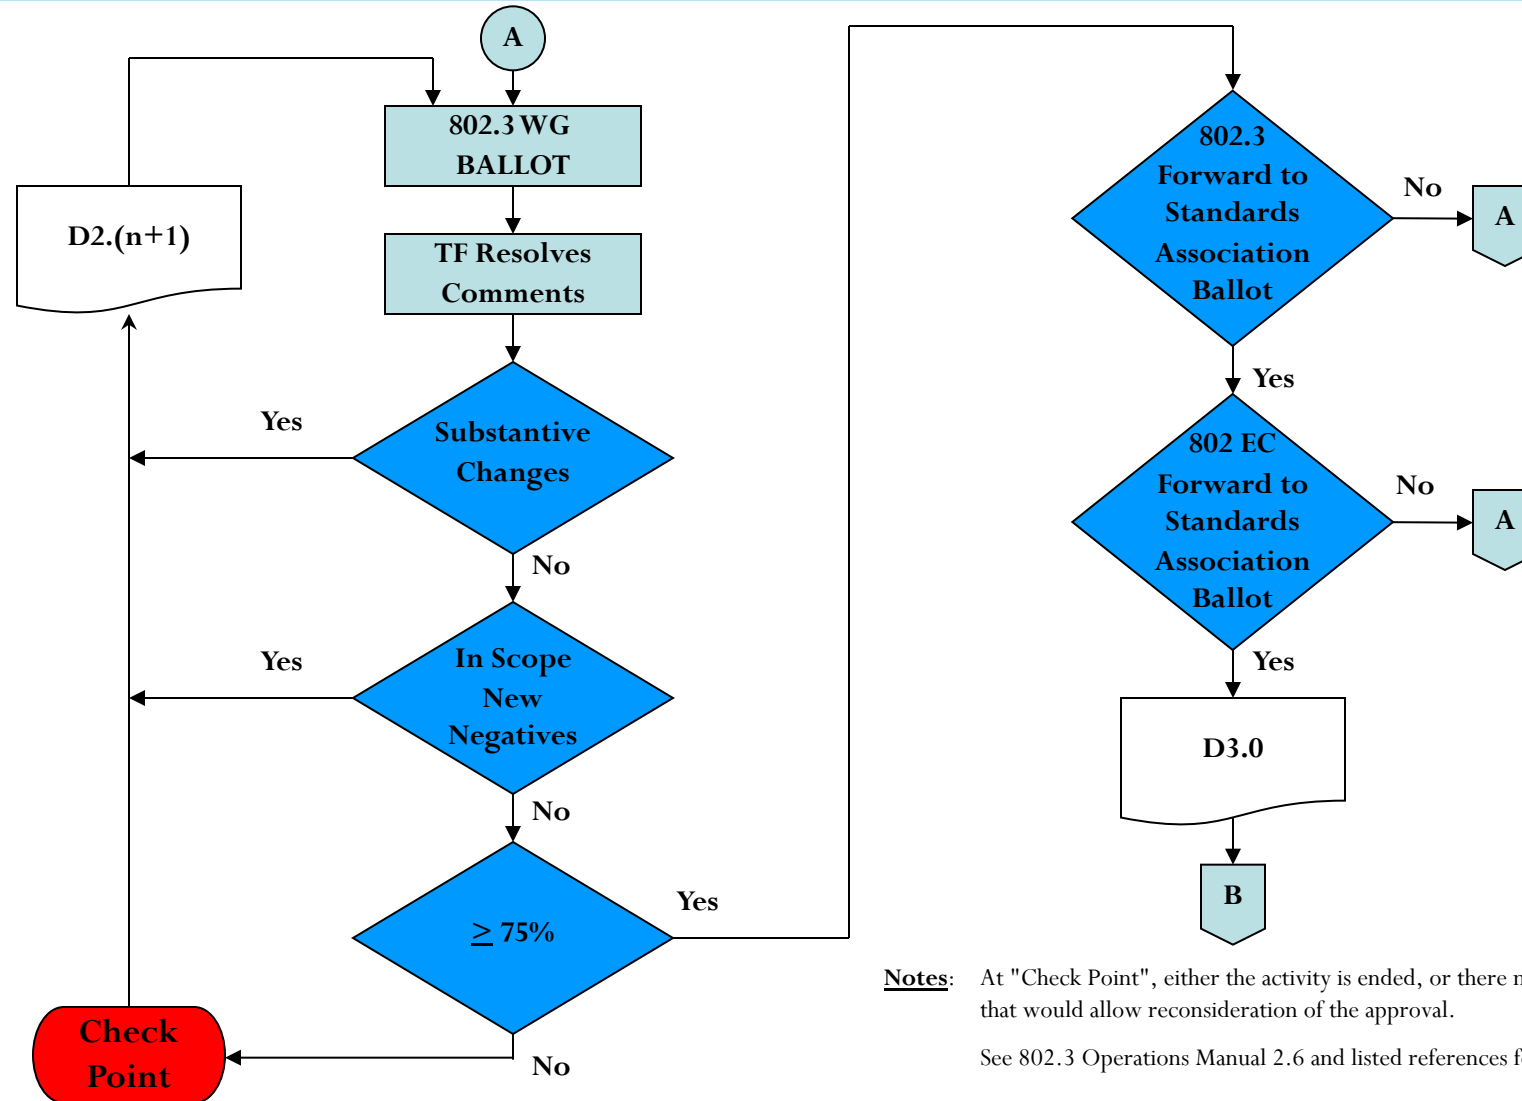 A
802.3 WG
BALLOT
D2.(n+1)
TF Resolves
Comments
Yes
Substantive
Changes
No
Yes
In Scope
New
Negatives
No
≥ 75%
Yes
Check
Point
No
802.3
Forward to
Standards
Association
Ballot
No
A
Yes
802 EC
Forward to
Standards
Association
Ballot
No
A
Yes
D3.0
B
Notes: At "Check Point", either the activity is ended, or there
that would allow reconsideration of the approval.
See 802.3 Operations Manual 2.6 and listed references